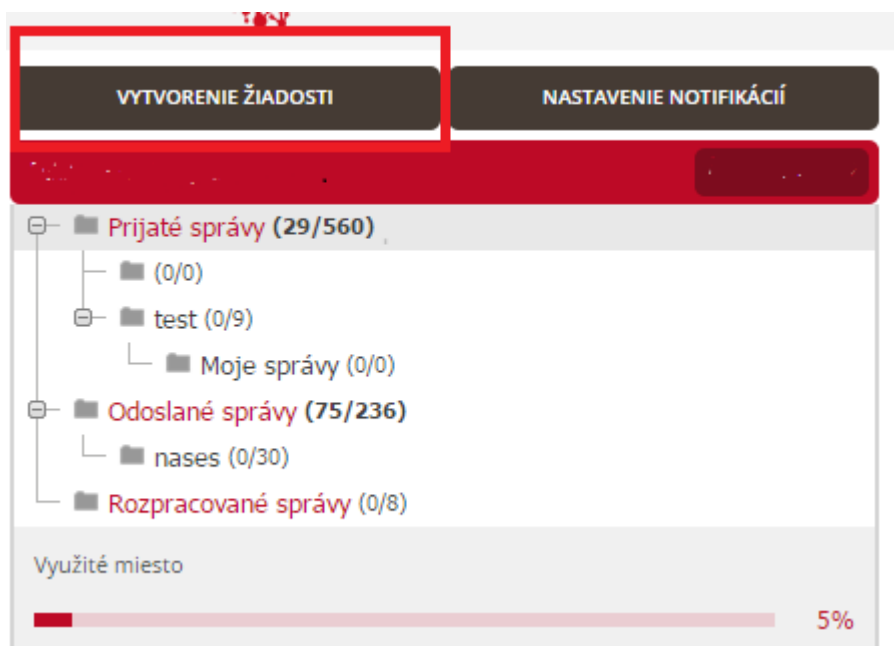 VYTVORENIE ŽIADOSTI NASTAVENIE NOTIFIKÁCIÍ
Prijaté správy (29/560)
(0/0)
test (0/9)
Moje správy (0/0)
Odoslané správy (75/236)
nases (0/30)
Rozpracované správy (0/8)
Využité miesto
5%